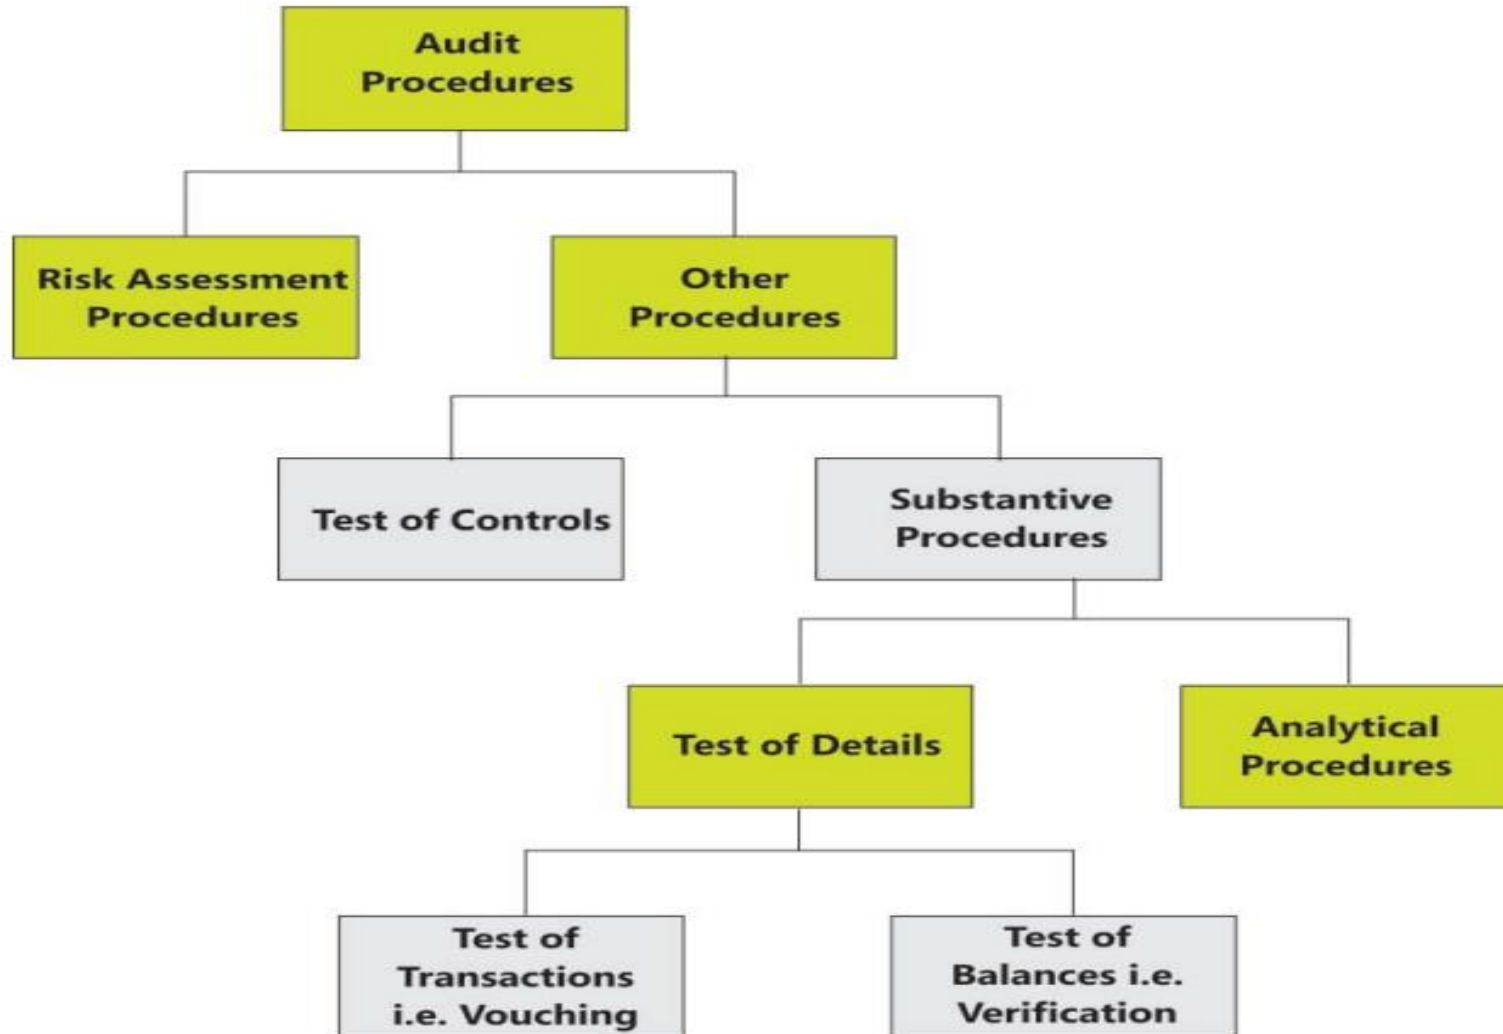 Audit
Procedures
Risk Assessment
Procedures
Other
Procedures
Test of Controls
Substantive
Procedures
Test of Details
Analytical
Procedures
Test of
Transactions
i.e. Vouching
Test of
Balances i.e.
Verification